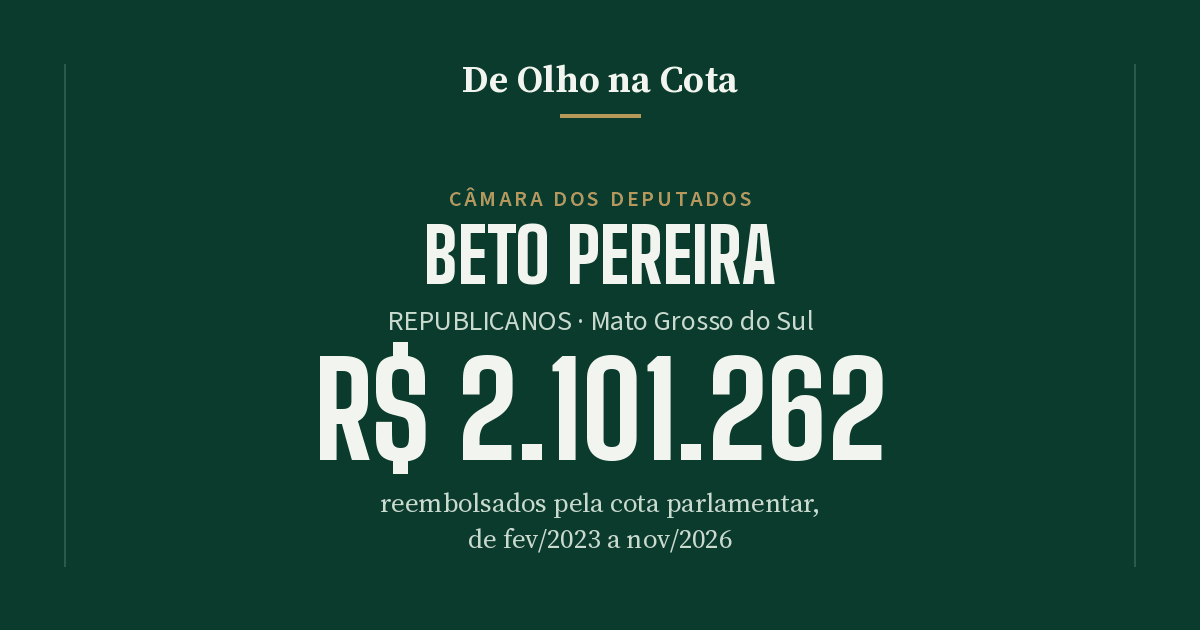 De Olho na Cota
CÂMARA DOS DEPUTADOS
BETO PEREIRA
REPUBLICANOS · Mato Grosso do Sul
R$ 2.101.262
reembolsados pela cota parlamentar,
de fev/2023 a nov/2026